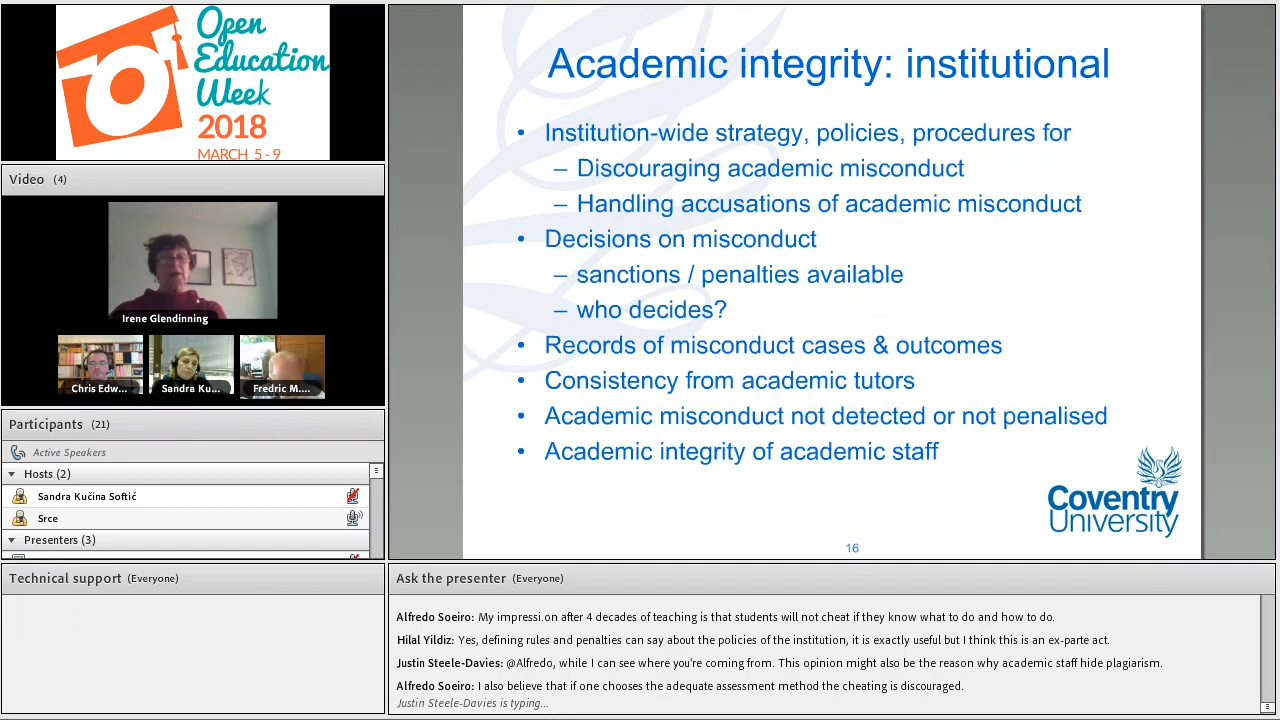 Open
Education
Week
2018
MARCH 5 - 9
Video (4)
Irene Glendinning
Chris Edw...
Sandra Ku...
Fredric M....
Participants (21)
Active Speakers
Hosts (2)
Sandra Kučina Softić
Srce
Presenters (3)
Technical support (Everyone)
Academic integrity: institutional
• Institution-wide strategy, policies, procedures for
– Discouraging academic misconduct
– Handling accusations of academic misconduct
• Decisions on misconduct
– sanctions / penalties available
– who decides?
• Records of misconduct cases & outcomes
• Consistency from academic tutors
• Academic misconduct not detected or not penalised
• Academic integrity of academic staff
Coventry
University
16
Ask the presenter (Everyone)
Alfredo Soeiro: My impressi.on after 4 decades of teaching is that students will not cheat if they know what to do and how to do.
Hilal Yildiz: Yes, defining rules and penalties can say about the policies of the institution, it is exactly useful but I think this is an ex-parte act.
Justin Steele-Davies: @Alfredo, while I can see where you're coming from. This opinion might also be the reason why academic staff hide plagiarism.
Alfredo Soeiro: I also believe that if one chooses the adequate assessment method the cheating is discouraged.
Justin Steele-Davies is typing...